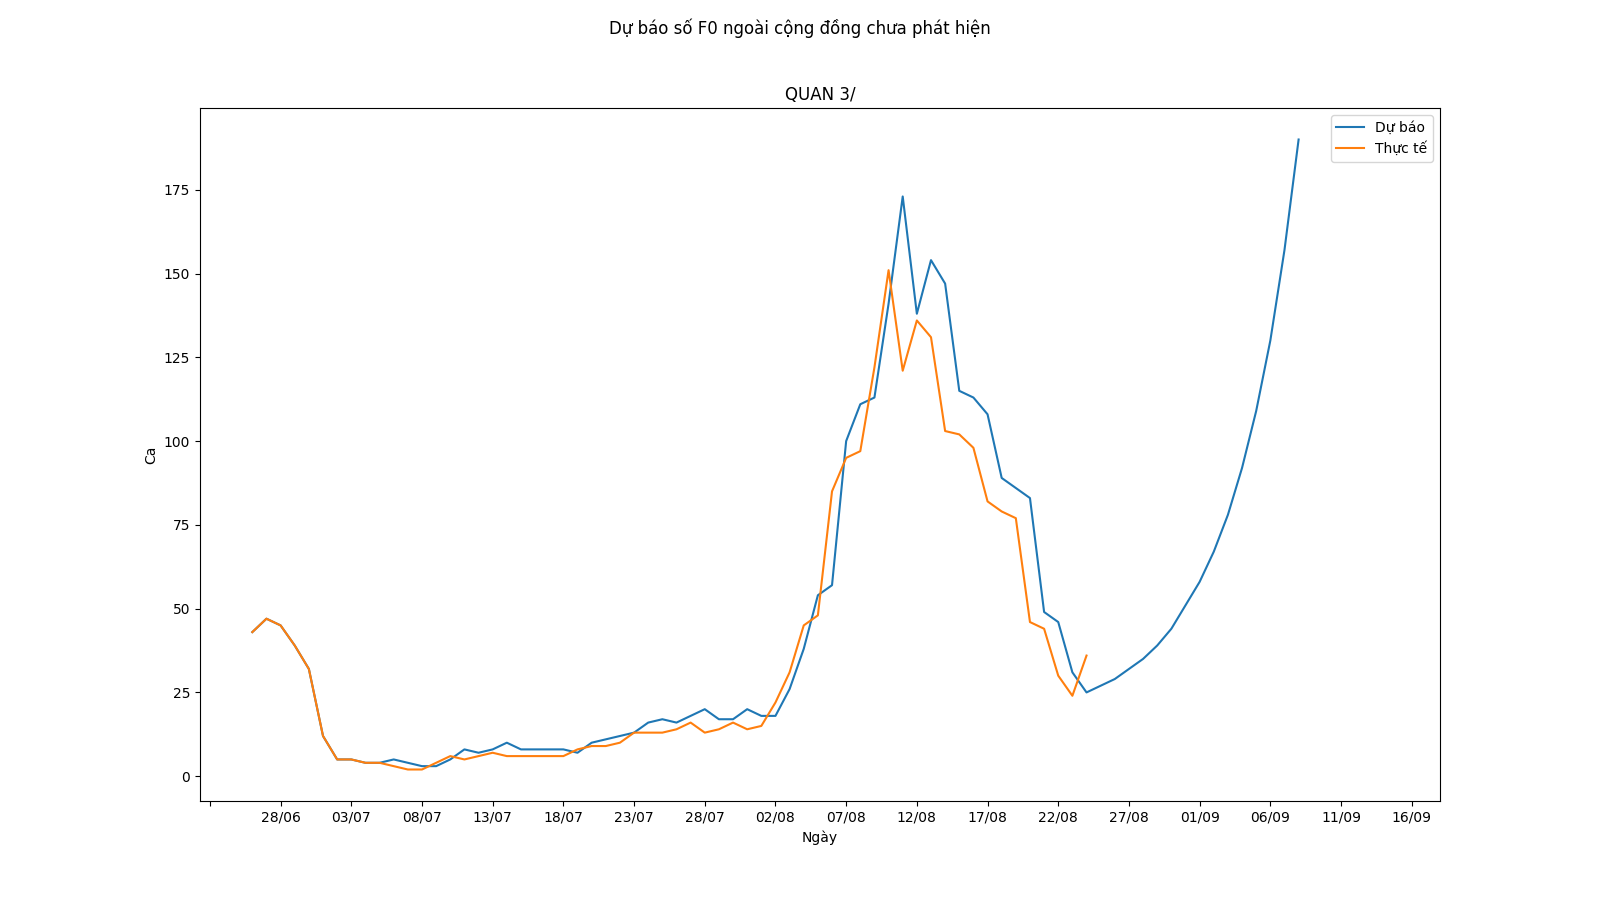 Dự báo số F0 ngoài cộng đồng chưa phát hiện
QUAN 3/
Dự báo
Thực tế
175
150
125
100
75
50
25
0
Ca
28/06 03/07 08/07 13/07 18/07 23/07 28/07 02/08 07/08 12/08 17/08 22/08 27/08 01/09 06/09 11/09 16/09
Ngày